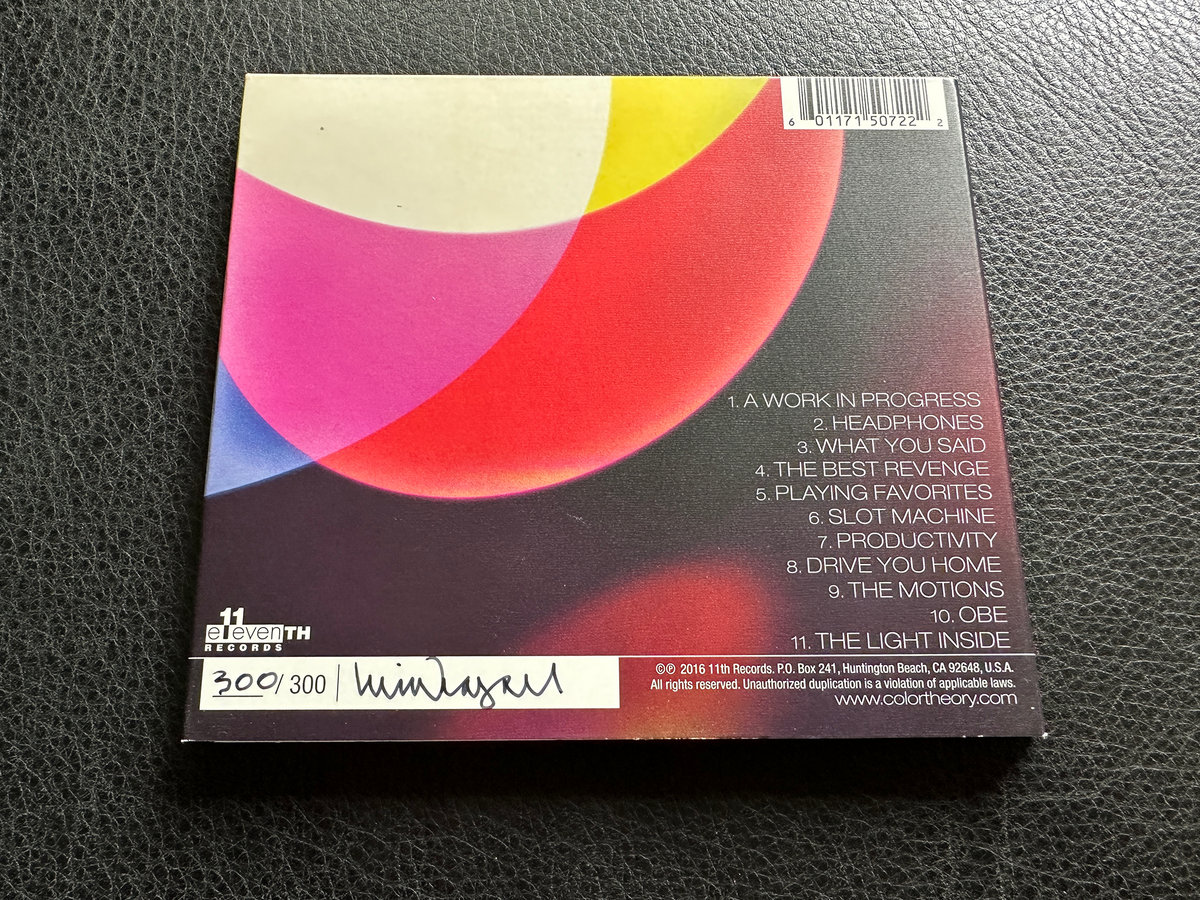 6 01171 50722 2
1. A WORK IN PROGRESS
2. HEADPHONES
3. WHAT YOU SAID
4. THE BEST REVENGE
5. PLAYING FAVORITES
6. SLOT MACHINE
7. PRODUCTIVITY
8. DRIVE YOU HOME
9. THE MOTIONS
10. OBE
11. THE LIGHT INSIDE
11
elevenTH
RECORDS
300/ 300
©℗ 2016 11th Records. P.O. Box 241, Huntington Beach, CA 92648, U.S.A.
All rights reserved. Unauthorized duplication is a violation of applicable laws.
www.colortheory.com